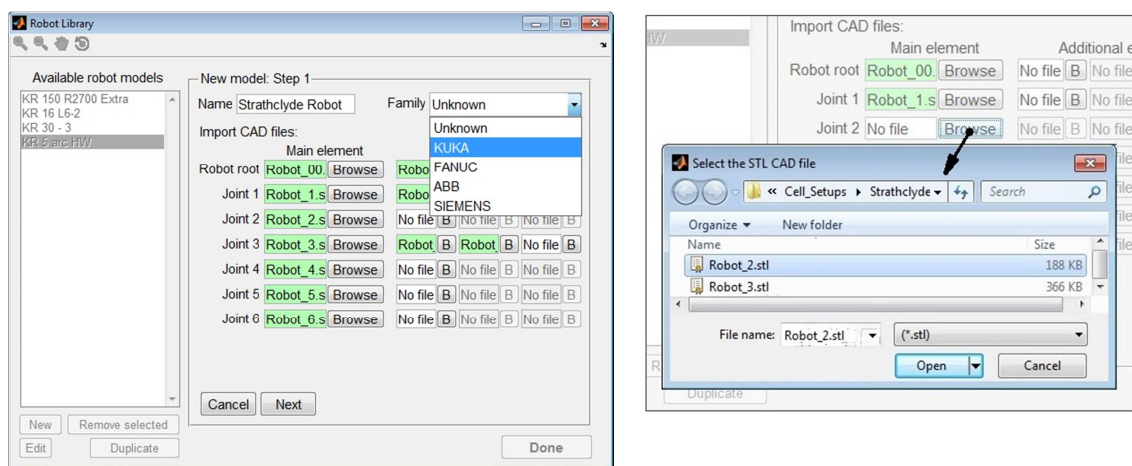 Robot Library
Available robot models
KR 150 R2700 Extra
KR 16 L6-2
KR 30 - 3
KR 5 arc HW
New
Remove selected
Edit
Duplicate
New model: Step 1
Name Strathclyde Robot Family Unknown
Unknown
KUKA
FANUC
ABB
SIEMENS
Import CAD files:
Main element
Robot root Robot_00. Browse Robo
Joint 1 Robot_1.s Browse Robo
Joint 2 Robot_2.s Browse No file B No file B No file B
Joint 3 Robot_3.s Browse Robot_ B Robot_ B No file B
Joint 4 Robot_4.s Browse No file B No file B No file B
Joint 5 Robot_5.s Browse No file B No file B No file B
Joint 6 Robot_6.s Browse No file B No file B No file B
Cancel Next
Done
HW
Import CAD files:
Main element Additional e
Robot root Robot_00. Browse No file B No file
Joint 1 Robot_1.s Browse No file B No file
Joint 2 No file Browse No file B No file
Select the STL CAD file
« Cell_Setups Strathclyde Search
Organize New folder
Name Size
Robot_2.stl 188 KB
Robot_3.stl 366 KB
File name: Robot_2.stl (*.stl)
Open Cancel
R
Duplicate